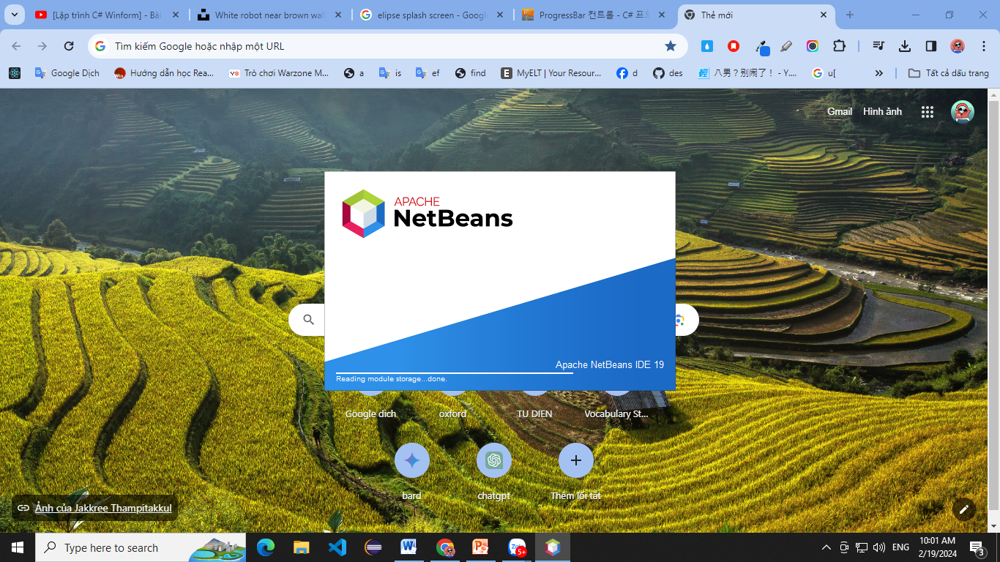 [Lập trình C# Winform] - Bài
White robot near brown wall
elipse splash screen - Google
ProgressBar 컨트롤 - C# 프
Thẻ mới
Tìm kiếm Google hoặc nhập một URL
Google Dịch
Hướng dẫn học Rea...
Trò chơi Warzone M...
a
is
ef
find
MyELT | Your Resour...
d
des
八男？别闹了！ - Y....
u[
Tất cả dấu trang
Gmail
Hình ảnh
APACHE
NetBeans
Apache NetBeans IDE 19
Reading module storage...done.
Google dich
oxford
TU DIEN
Vocabulary St...
bard
chatgpt
Thêm lối tắt
Ảnh của Jakkree Thampitakkul
Type here to search
5+
ENG
10:01 AM
2/19/2024
3